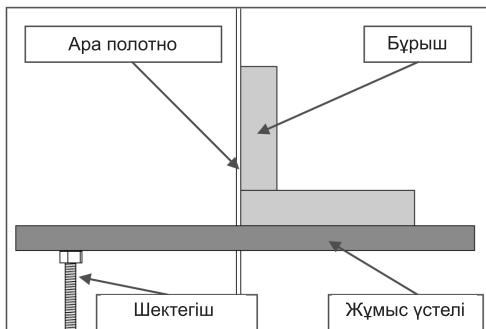 Ара полотно
Бұрыш
Шектегіш
Жұмыс үстелі